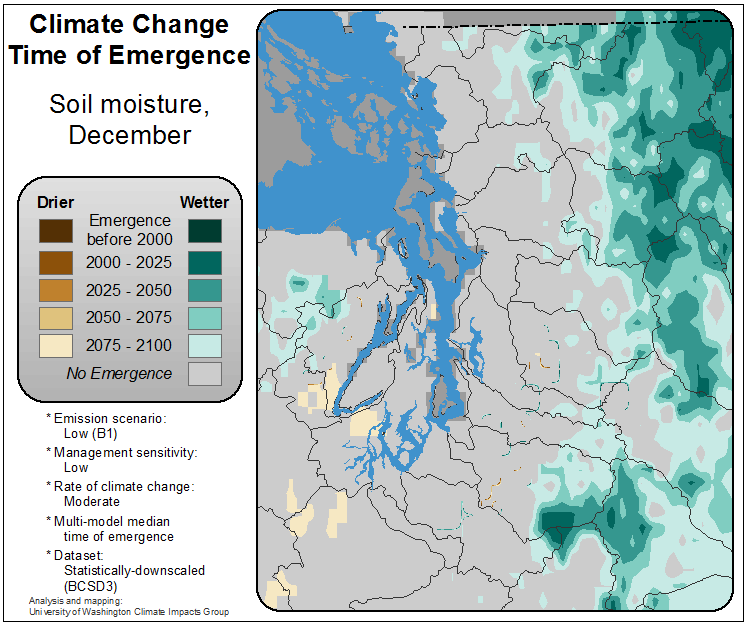 Climate Change
Time of Emergence
Soil moisture,
December
Drier Wetter
Emergence
before 2000
2000 - 2025
2025 - 2050
2050 - 2075
2075 - 2100
No Emergence
* Emission scenario:
Low (B1)
* Management sensitivity:
Low
* Rate of climate change:
Moderate
* Multi-model median
time of emergence
* Dataset:
Statistically-downscaled
(BCSD3)
Analysis and mapping:
University of Washington Climate Impacts Group